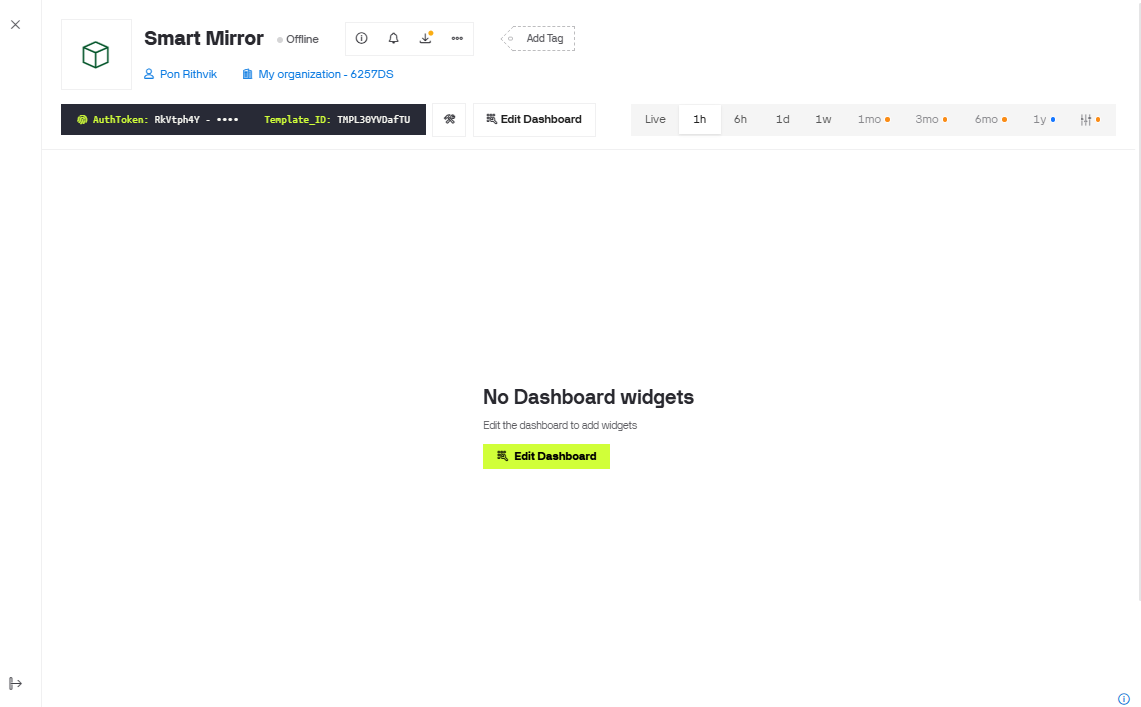 Smart Mirror
Offline
Add Tag
Pon Rithvik
My organization - 6257DS
AuthToken: RkVtph4Y - •••• Template_ID: TMPL30YVDafTU
Edit Dashboard
Live 1h 6h 1d 1w 1mo 3mo 6mo 1y
No Dashboard widgets
Edit the dashboard to add widgets
Edit Dashboard